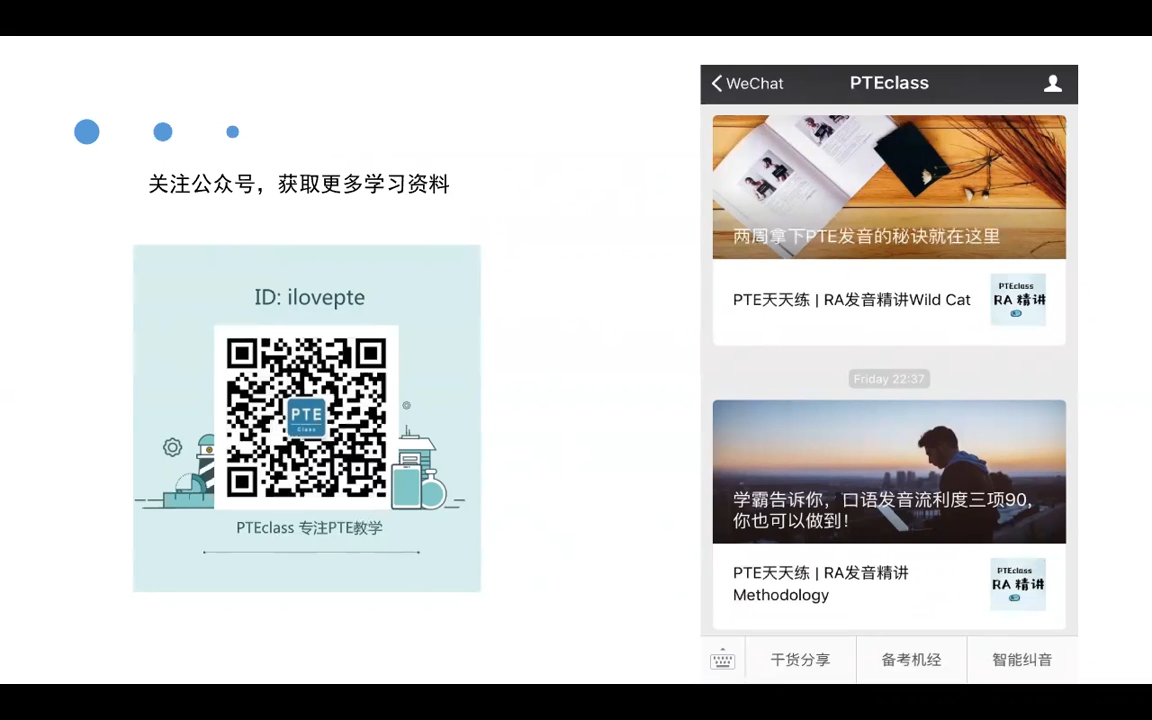 关注公众号，获取更多学习资料
ID: ilovepte
PTE
Class
PTEclass 专注PTE教学
WeChat
PTEclass
两周拿下PTE发音的秘诀就在这里
PTE天天练 | RA发音精讲Wild Cat
PTEclass
RA 精讲
Friday 22:37
学霸告诉你，口语发音流利度三项90，
你也可以做到！
PTE天天练 | RA发音精讲
Methodology
PTEclass
RA 精讲
干货分享
备考机经
智能纠音